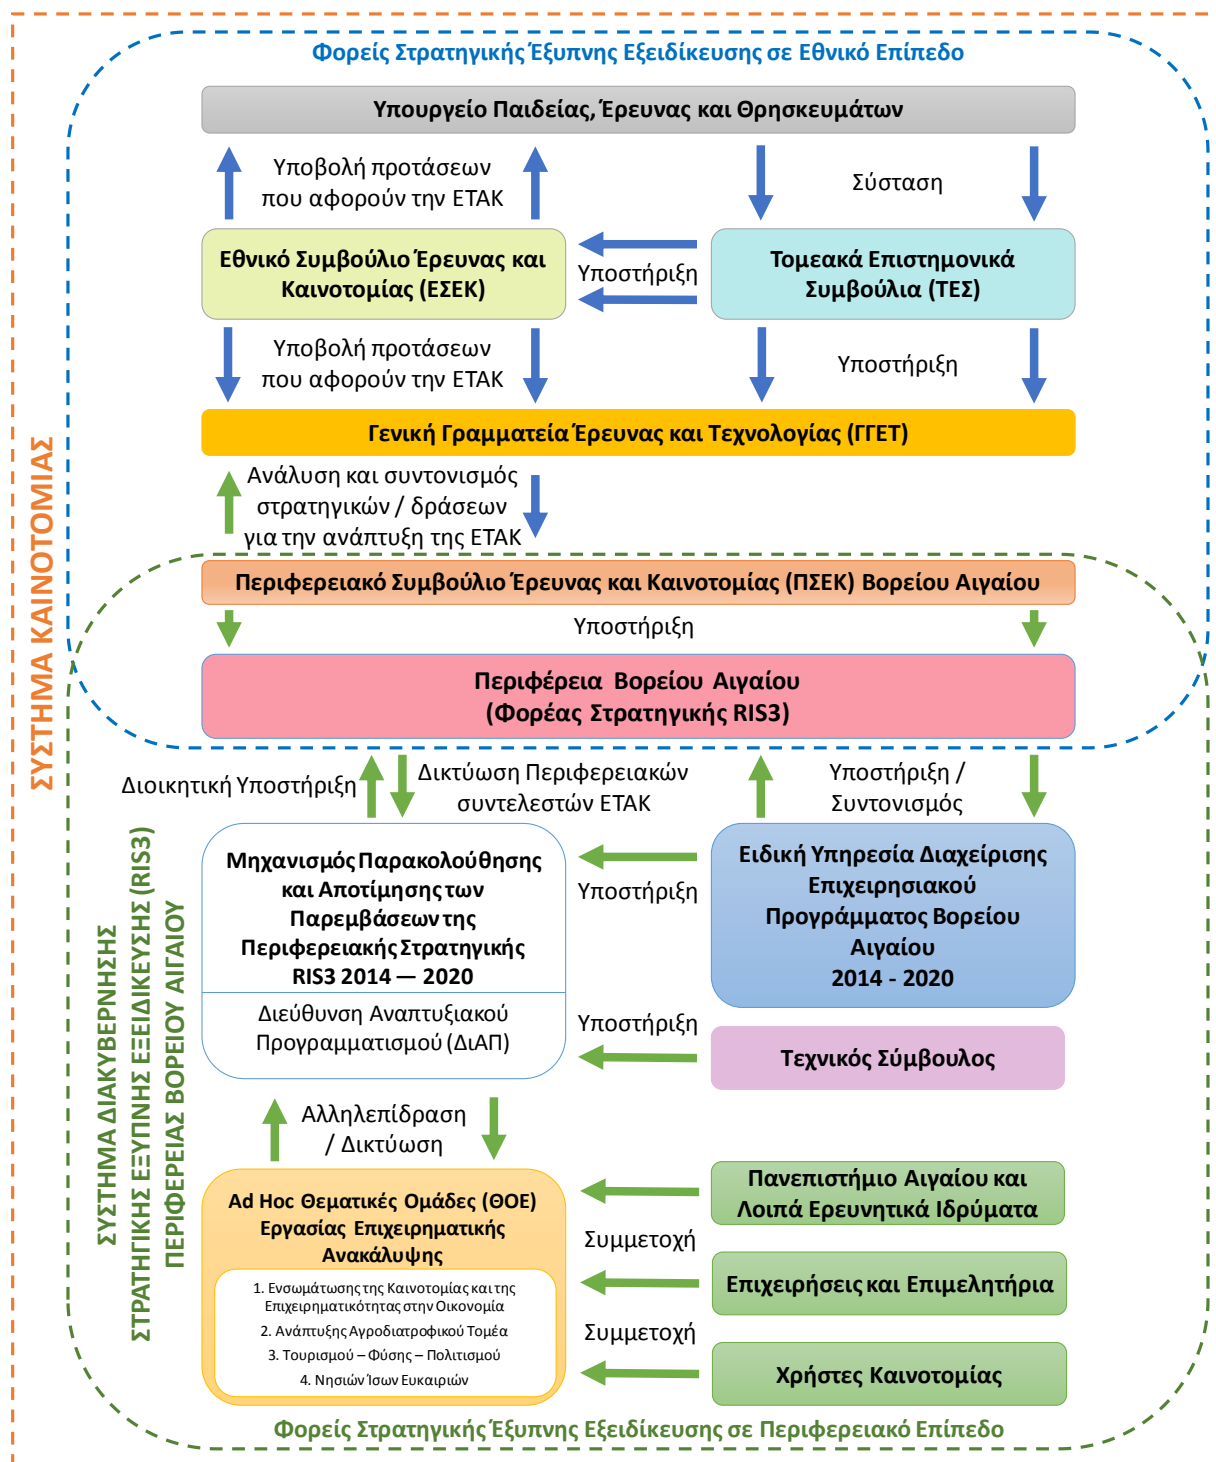 Φορείς Στρατηγικής Έξυπνης Εξειδίκευσης σε Εθνικό Επίπεδο
Υπουργείο Παιδείας, Έρευνας και Θρησκευμάτων
Υποβολή προτάσεων
που αφορούν την ΕΤΑΚ
Σύσταση
Εθνικό Συμβούλιο Έρευνας και
Καινοτομίας (ΕΣΕΚ)
Υποστήριξη
Τομεακά Επιστημονικά
Συμβούλια (ΤΕΣ)
Υποβολή προτάσεων
που αφορούν την ΕΤΑΚ
Υποστήριξη
Γενική Γραμματεία Έρευνας και Τεχνολογίας (ΓΓΕΤ)
Ανάλυση και συντονισμός
στρατηγικών / δράσεων
για την ανάπτυξη της ΕΤΑΚ
ΣΥΣΤΗΜΑ ΚΑΙΝΟΤΟΜΙΑΣ
Περιφερειακό Συμβούλιο Έρευνας και Καινοτομίας (ΠΣΕΚ) Βορείου Αιγαίου
Υποστήριξη
Περιφέρεια Βορείου Αιγαίου
(Φορέας Στρατηγικής RIS3)
Διοικητική Υποστήριξη
Δικτύωση Περιφερειακών
συντελεστών ΕΤΑΚ
Υποστήριξη /
Συντονισμός
Μηχανισμός Παρακολούθησης
και Αποτίμησης των
Παρεμβάσεων της
Περιφερειακής Στρατηγικής
RIS3 2014 — 2020
Διεύθυνση Αναπτυξιακού
Προγραμματισμού (ΔιΑΠ)
Υποστήριξη
Ειδική Υπηρεσία Διαχείρισης
Επιχειρησιακού
Προγράμματος Βορείου
Αιγαίου
2014 - 2020
Υποστήριξη
Τεχνικός Σύμβουλος
ΣΥΣΤΗΜΑ ΔΙΑΚΥΒΕΡΝΗΣΗΣ
ΣΤΡΑΤΗΓΙΚΗΣ ΕΞΥΠΝΗΣ ΕΞΕΙΔΙΚΕΥΣΗΣ (RIS3)
ΠΕΡΙΦΕΡΕΙΑΣ ΒΟΡΕΙΟΥ ΑΙΓΑΙΟΥ
Αλληλεπίδραση
/ Δικτύωση
Ad Hoc Θεματικές Ομάδες (ΘΟΕ)
Εργασίας Επιχειρηματικής
Ανακάλυψης
1. Ενσωμάτωσης της Καινοτομίας και της
Επιχειρηματικότητας στην Οικονομία
2. Ανάπτυξης Αγροδιατροφικού Τομέα
3. Τουρισμού – Φύσης – Πολιτισμού
4. Νησιών Ίσων Ευκαιριών
Πανεπιστήμιο Αιγαίου και
Λοιπά Ερευνητικά Ιδρύματα
Συμμετοχή
Επιχειρήσεις και Επιμελητήρια
Συμμετοχή
Χρήστες Καινοτομίας
Φορείς Στρατηγικής Έξυπνης Εξειδίκευσης σε Περιφερειακό Επίπεδο